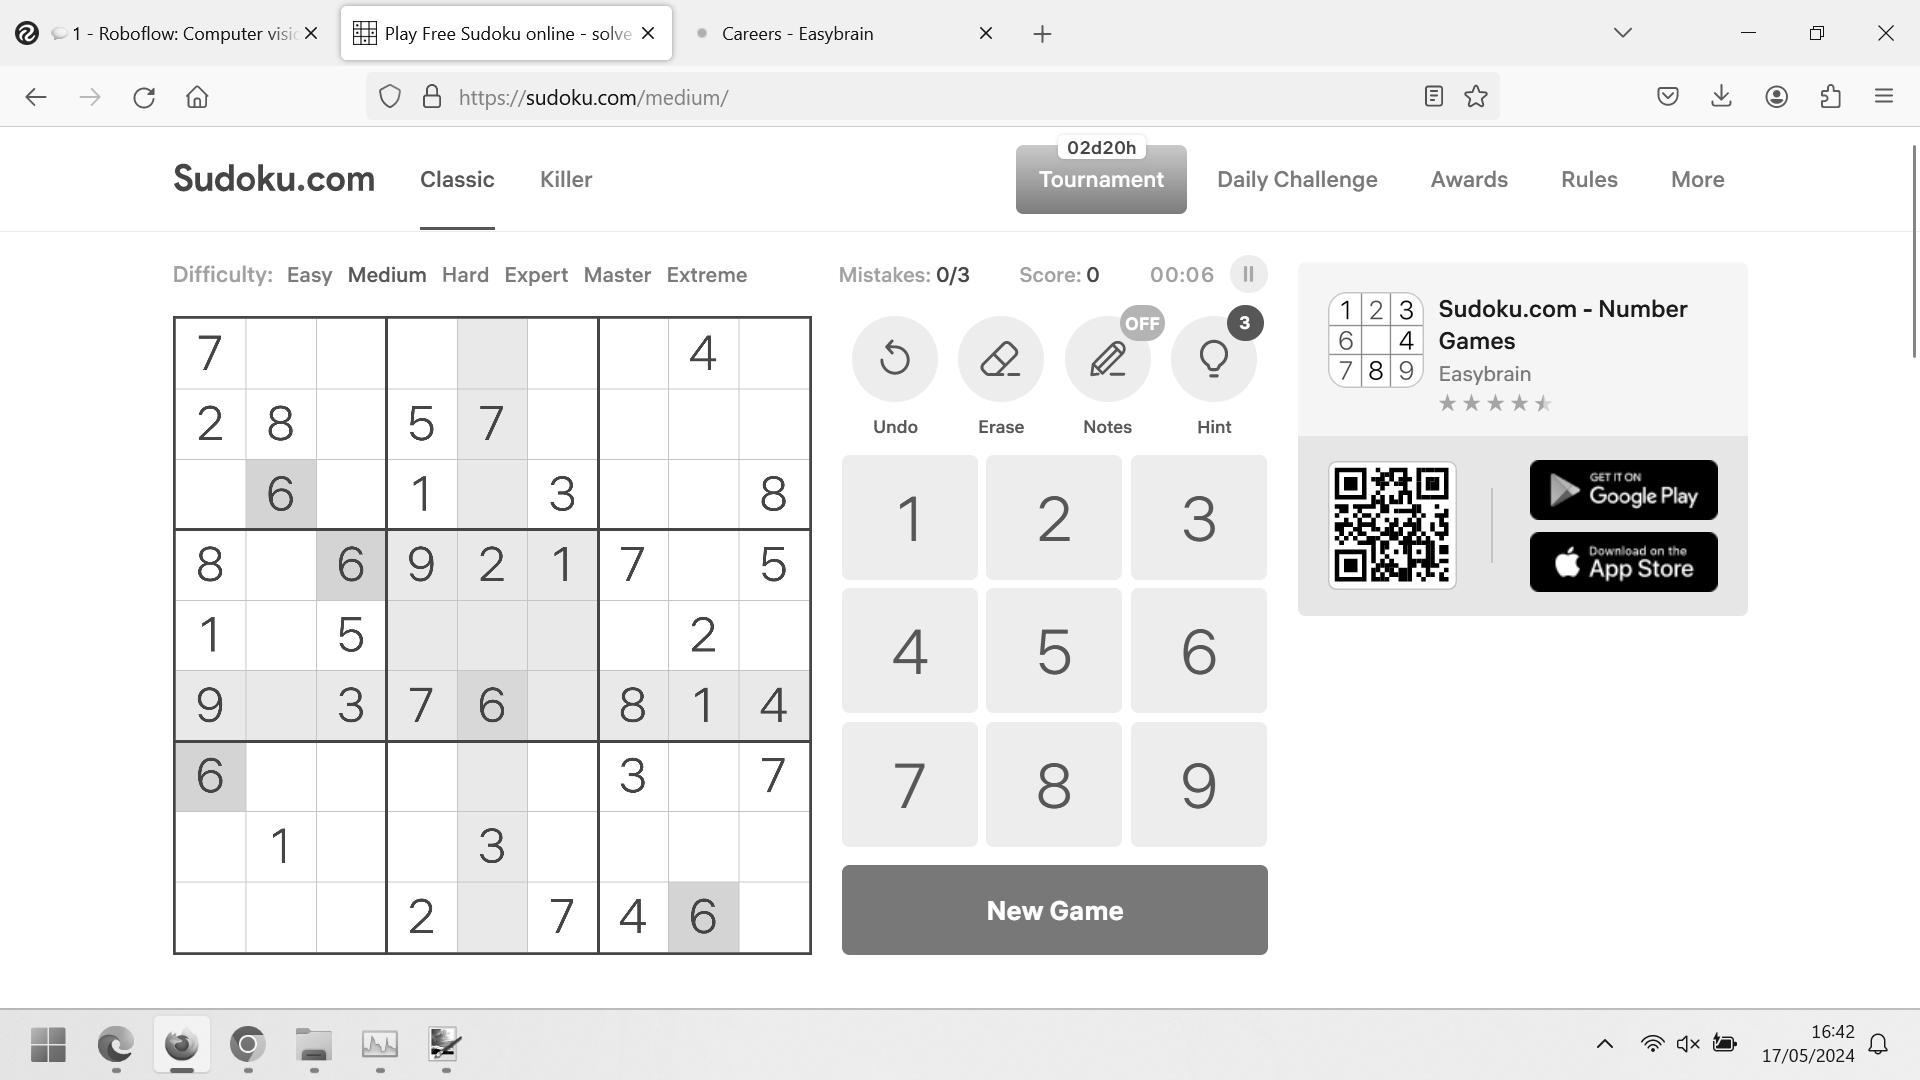 1 - Roboflow: Computer visi
Play Free Sudoku online - solve
Careers - Easybrain
https://sudoku.com/medium/
Sudoku.com
Classic
Killer
02d20h
Tournament
Daily Challenge
Awards
Rules
More
Difficulty: Easy Medium Hard Expert Master Extreme
Mistakes: 0/3
Score: 0
00:06
7 4
2 8 5 7
6 1 3 8
8 6 9 2 1 7 5
1 5 2
9 3 7 6 8 1 4
6 3 7
1 3
2 7 4 6
OFF
3
Undo
Erase
Notes
Hint
1 2 3
4 5 6
7 8 9
New Game
1 2 3
6 4
7 8 9
Sudoku.com - Number
Games
Easybrain
GET IT ON
Google Play
Download on the
App Store
16:42
17/05/2024